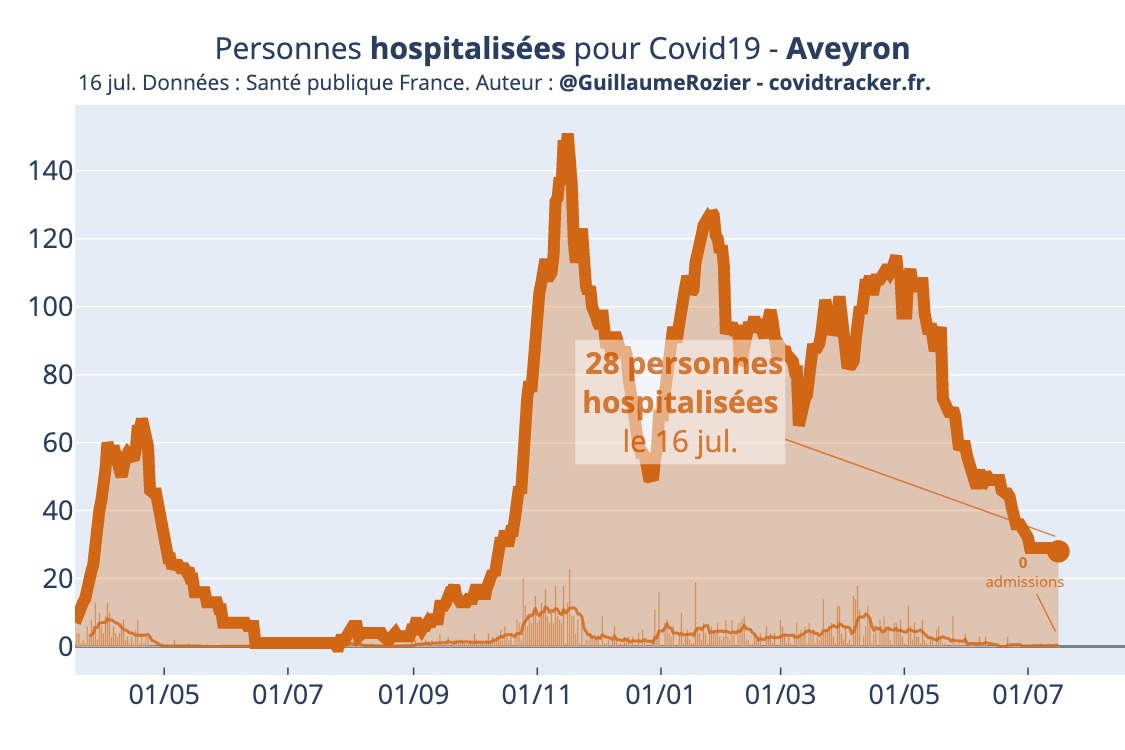 Personnes hospitalisées pour Covid19 - Aveyron
16 jul. Données : Santé publique France. Auteur : @GuillaumeRozier - covidtracker.fr.
140
120
100
80
60
40
20
0
28 personnes
hospitalisées
le 16 jul.
0
admissions
01/05 01/07 01/09 01/11 01/01 01/03 01/05 01/07